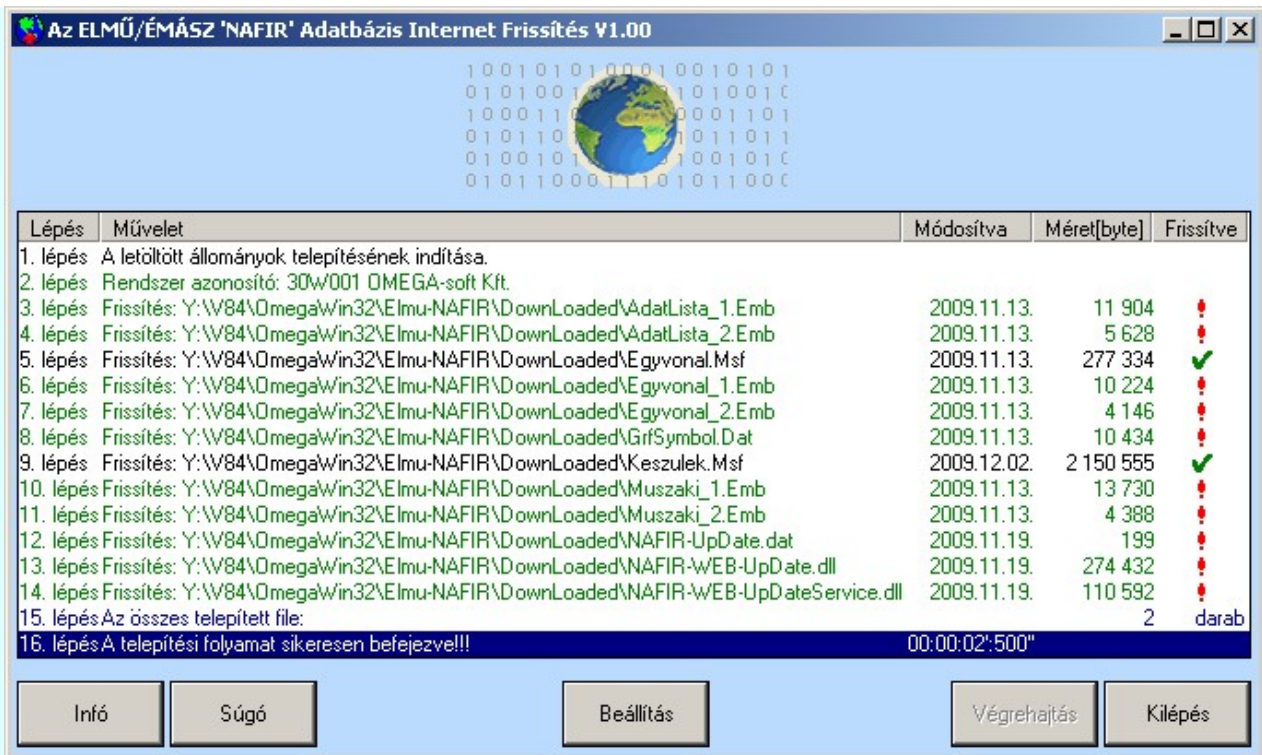 Az ELMŰ/ÉMÁSZ 'NAFIR' Adatbázis Internet Frissítés V1.00
Lépés Művelet Módosítva Méret[byte] Frissítve
1. lépés A letöltött állományok telepítésének indítása.
2. lépés Rendszer azonosító: 30W001 OMEGA-soft Kft.
3. lépés Frissítés: Y:\V84\OmegaWin32\Elmu-NAFIR\DownLoaded\AdatLista_1.Emb 2009.11.13. 11 904
4. lépés Frissítés: Y:\V84\OmegaWin32\Elmu-NAFIR\DownLoaded\AdatLista_2.Emb 2009.11.13. 5 628
5. lépés Frissítés: Y:\V84\OmegaWin32\Elmu-NAFIR\DownLoaded\Egyvonal.Msf 2009.11.13. 277 334
6. lépés Frissítés: Y:\V84\OmegaWin32\Elmu-NAFIR\DownLoaded\Egyvonal_1.Emb 2009.11.13. 10 224
7. lépés Frissítés: Y:\V84\OmegaWin32\Elmu-NAFIR\DownLoaded\Egyvonal_2.Emb 2009.11.13. 4 146
8. lépés Frissítés: Y:\V84\OmegaWin32\Elmu-NAFIR\DownLoaded\GrfSymbol.Dat 2009.11.13. 10 434
9. lépés Frissítés: Y:\V84\OmegaWin32\Elmu-NAFIR\DownLoaded\Keszulek.Msf 2009.12.02. 2 150 555
10. lépés Frissítés: Y:\V84\OmegaWin32\Elmu-NAFIR\DownLoaded\Muszaki_1.Emb 2009.11.13. 13 730
11. lépés Frissítés: Y:\V84\OmegaWin32\Elmu-NAFIR\DownLoaded\Muszaki_2.Emb 2009.11.13. 4 388
12. lépés Frissítés: Y:\V84\OmegaWin32\Elmu-NAFIR\DownLoaded\NAFIR-UpDate.dat 2009.11.19. 199
13. lépés Frissítés: Y:\V84\OmegaWin32\Elmu-NAFIR\DownLoaded\NAFIR-WEB-UpDate.dll 2009.11.19. 274 432
14. lépés Frissítés: Y:\V84\OmegaWin32\Elmu-NAFIR\DownLoaded\NAFIR-WEB-UpDateService.dll 2009.11.19. 110 592
15. lépés Az összes telepített file: 2 darab
16. lépés A telepítési folyamat sikeresen befejezve!!! 00:00:02':500"
Infó Súgó Beállítás Végrehajtás Kilépés